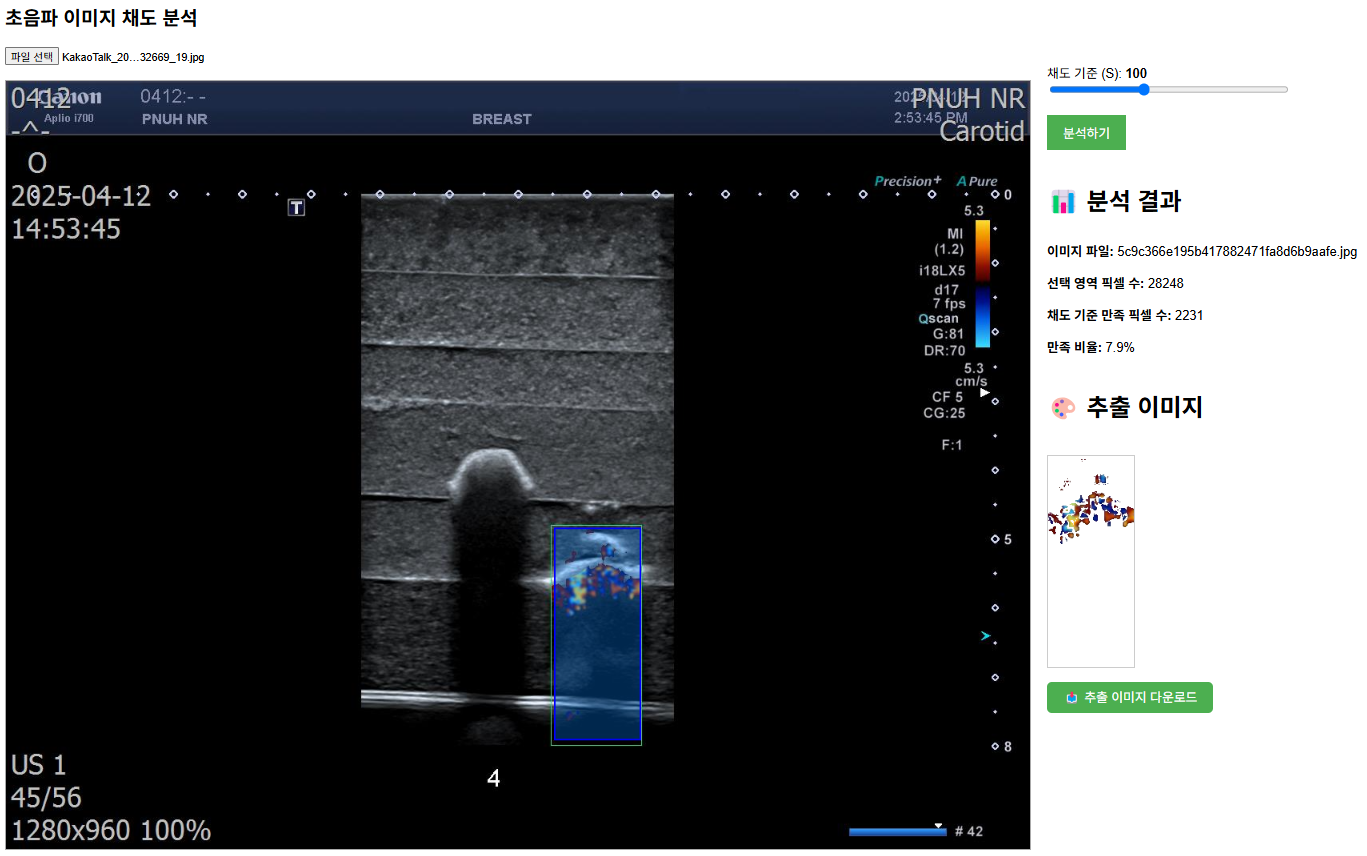 초음파 이미지 채도 분석
파일 선택 KakaoTalk_20...32669_19.jpg
채도 기준 (S): 100
분석하기
📊 분석 결과
이미지 파일: 5c9c366e195b417882471fa8d6b9aafe.jpg
선택 영역 픽셀 수: 28248
채도 기준 만족 픽셀 수: 2231
만족 비율: 7.9%
🎨 추출 이미지
추출 이미지 다운로드
0412
Canon
Aplio i700
0412:- -
PNUH NR
BREAST
2:53:45 PM
PNUH NR
Carotid
-^-
O
2025-04-12
14:53:45
T
Precision+ A Pure
0
5.3
MI
(1.2)
i18LX5
d17
7 fps
Qscan
G:81
DR:70
5.3
cm/s
CF 5
CG:25
F:1
5
8
US 1
45/56
1280x960 100%
4
# 42